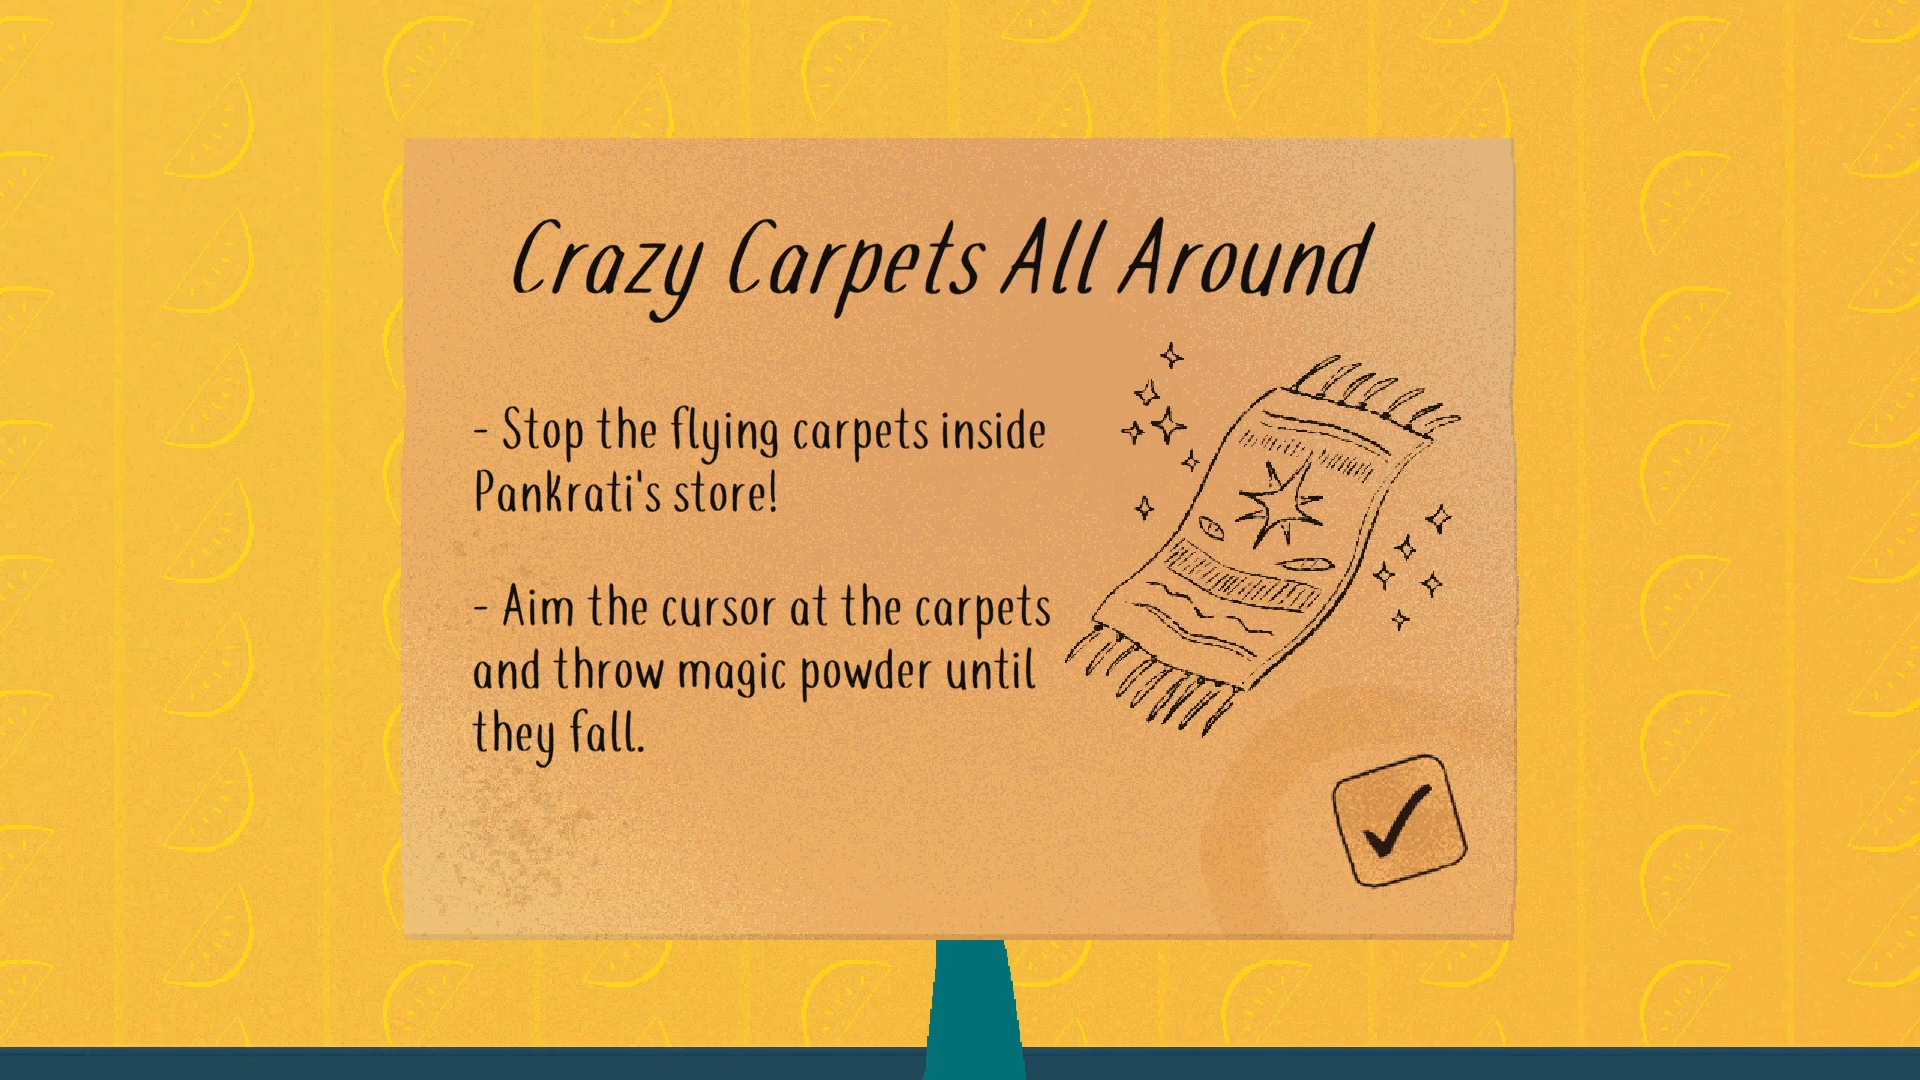 Crazy Carpets All Around
- Stop the flying carpets inside
Pankrati's store!
- Aim the cursor at the carpets
and throw magic powder until
they fall.